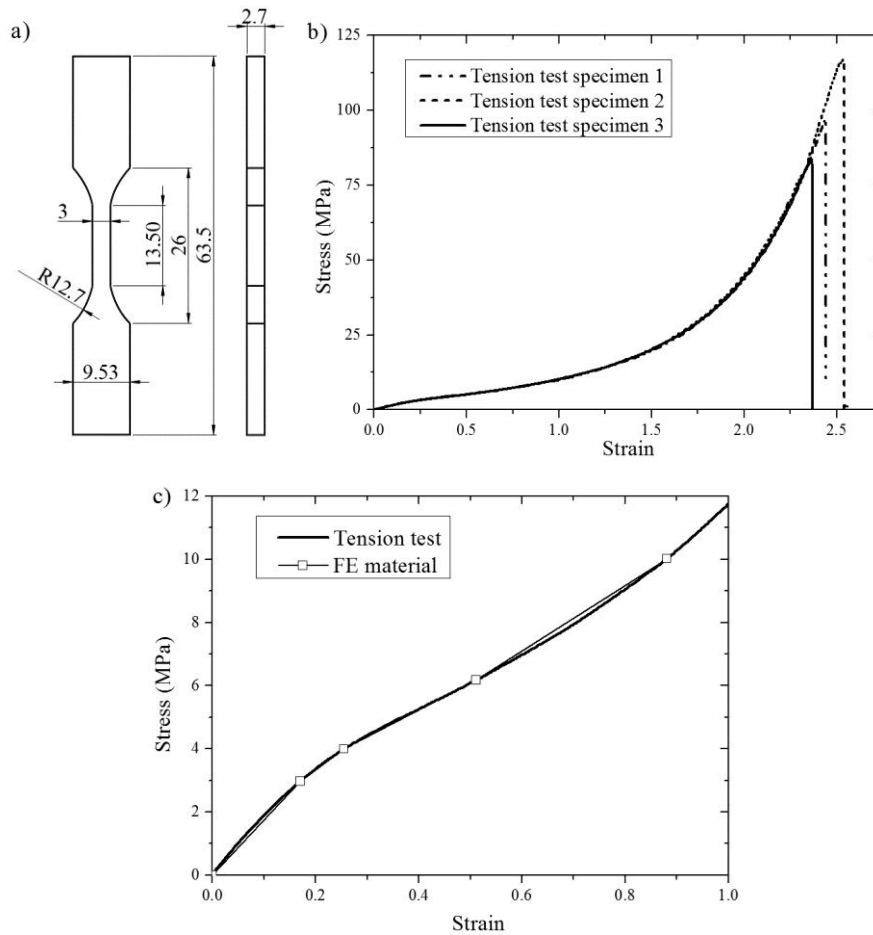 a)
2.7
3
13.50
26
63.5
R12.7
9.53
b)
125
100
75
50
25
0
Stress (MPa)
Tension test specimen 1
Tension test specimen 2
Tension test specimen 3
0.0
0.5
1.0
1.5
2.0
2.5
Strain
c)
12
10
8
6
4
2
0
Stress (MPa)
Tension test
FE material
0.0
0.2
0.4
0.6
0.8
1.0
Strain